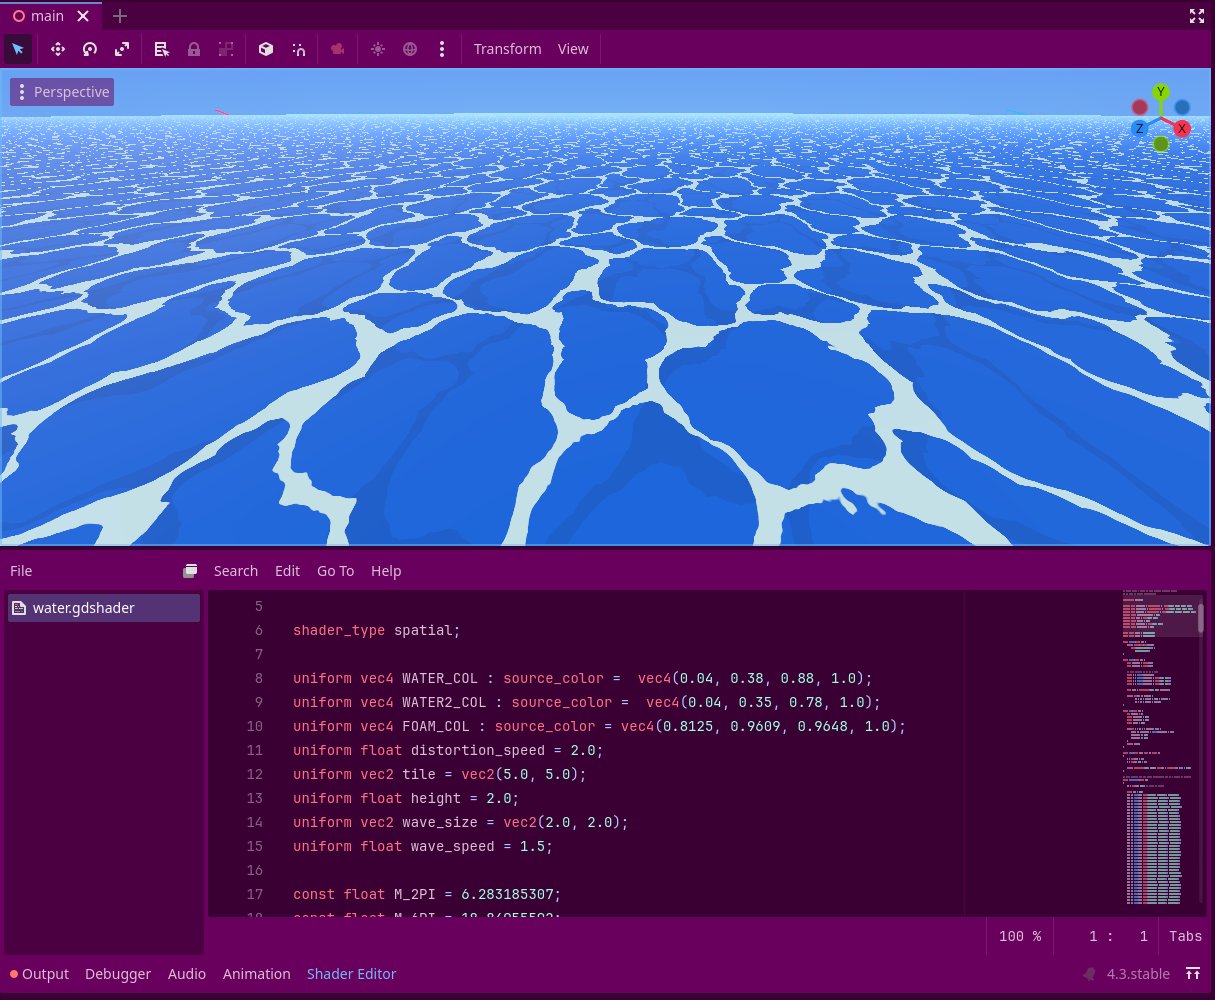 main
Transform View
Perspective
Y
Z X
File Search Edit Go To Help
water.gdshader
5
6 shader_type spatial;
7
8 uniform vec4 WATER_COL : source_color =  vec4(0.04, 0.38, 0.88, 1.0);
9 uniform vec4 WATER2_COL : source_color =  vec4(0.04, 0.35, 0.78, 1.0);
10 uniform vec4 FOAM_COL : source_color = vec4(0.8125, 0.9609, 0.9648, 1.0);
11 uniform float distortion_speed = 2.0;
12 uniform vec2 tile = vec2(5.0, 5.0);
13 uniform float height = 2.0;
14 uniform vec2 wave_size = vec2(2.0, 2.0);
15 uniform float wave_speed = 1.5;
16
17 const float M_2PI = 6.283185307;
100 % 1 : 1 Tabs
Output Debugger Audio Animation Shader Editor 4.3.stable